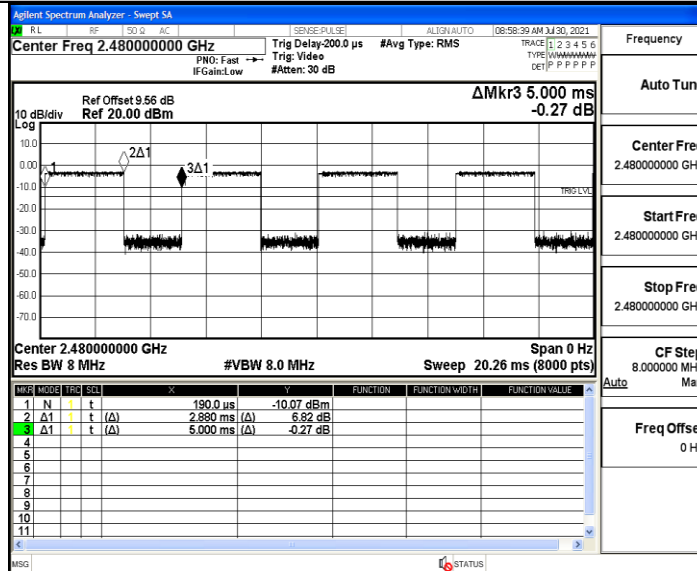 Agilent Spectrum Analyzer - Swept SA
RL RF 50 Ω AC SENSE:PULSE ALIGN AUTO 08:58:39 AM Jul 30, 2021
Center Freq 2.480000000 GHz Trig Delay-200.0 µs #Avg Type: RMS TRACE 1 2 3 4 5 6
PNO: Fast Trig: Video TYPE
IFGain:Low #Atten: 30 dB DET P P P P P P
ΔMkr3 5.000 ms
-0.27 dB
Ref Offset 9.56 dB
10 dB/div Ref 20.00 dBm
Log
10.0
0.00
-10.0
-20.0
-30.0
-40.0
-50.0
-60.0
-70.0
1
2Δ1
3Δ1
TRIG LVL
Center 2.480000000 GHz Span 0 Hz
Res BW 8 MHz #VBW 8.0 MHz Sweep 20.26 ms (8000 pts)
MKR MODE TRC SCL X Y FUNCTION FUNCTION WIDTH FUNCTION VALUE
1 N 1 t 190.0 µs -10.07 dBm
2 Δ1 1 t (Δ) 2.880 ms (Δ) 6.82 dB
3 Δ1 1 t (Δ) 5.000 ms (Δ) -0.27 dB
4
5
6
7
8
9
10
11
MSG STATUS
Frequency
Auto Tun
Center Fre
2.480000000 GH
Start Fre
2.480000000 GH
Stop Fre
2.480000000 GH
CF Step
8.000000 MH
Auto Ma
Freq Offse
0 H